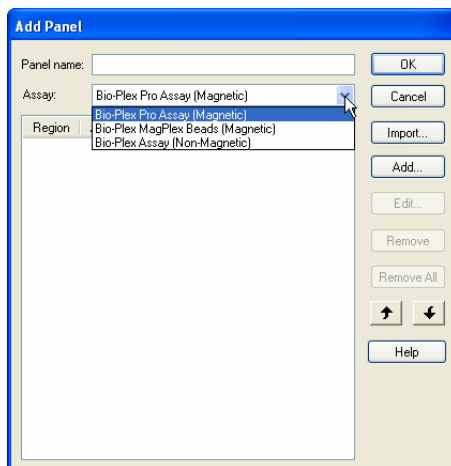 Add Panel
Panel name:
OK
Assay:
Bio-Plex Pro Assay (Magnetic)
Cancel
Bio-Plex Pro Assay (Magnetic)
Bio-Plex MagPlex Beads (Magnetic)
Bio-Plex Assay (Non-Magnetic)
Region
Import...
Add...
Edit...
Remove
Remove All
Help